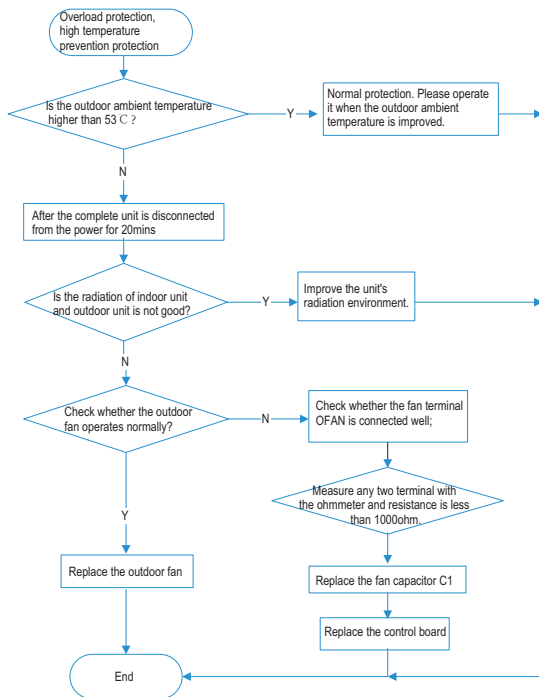 Overload protection,
high temperature
prevention protection
Is the outdoor ambient temperature
higher than 53℃ ?
Y
Normal protection. Please operate
it when the outdoor ambient
temperature is improved.
N
After the complete unit is disconnected
from the power for 20mins
Is the radiation of indoor unit
and outdoor unit is not good?
Y
Improve the unit's
radiation environment.
N
Check whether the outdoor
fan operates normally?
N
Check whether the fan terminal
OFAN is connected well;
Measure any two terminal with
the ohmmeter and resistance is less
than 1000ohm.
Y
Replace the outdoor fan
Replace the fan capacitor C1
Replace the control board
End